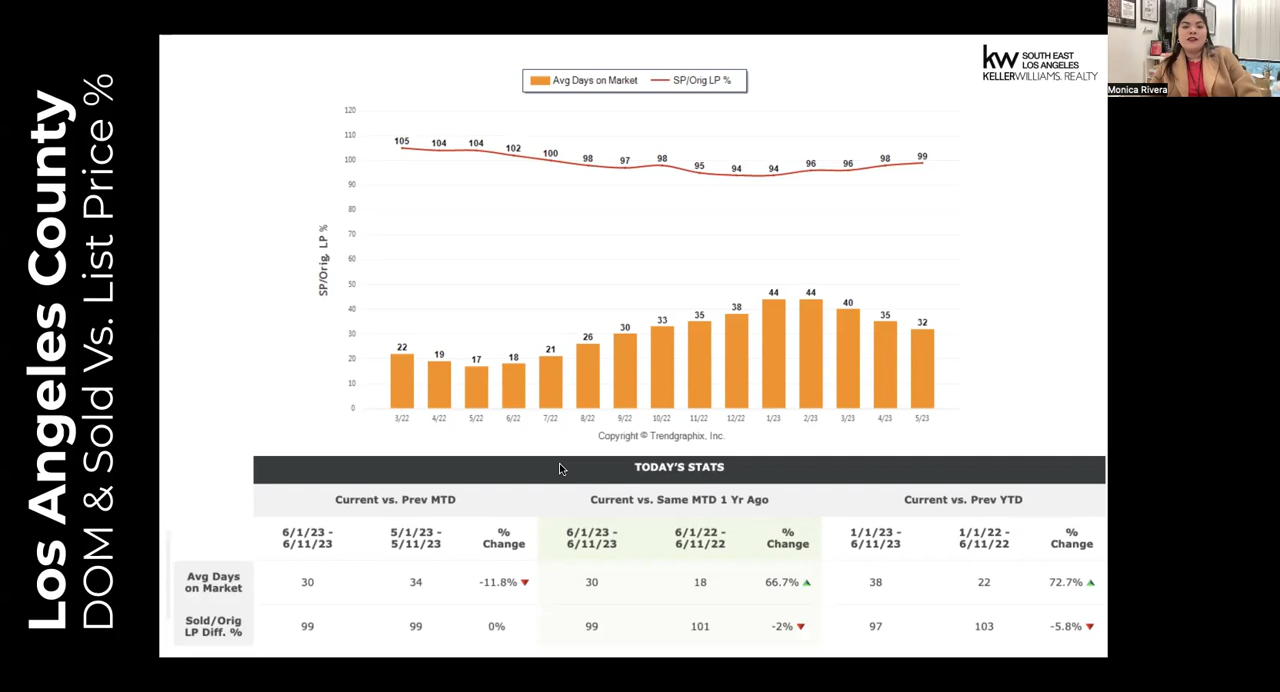 Los Angeles County
DOM & Sold Vs. List Price %
kw SOUTH EAST
LOS ANGELES
KELLERWILLIAMS. REALTY
Monica Rivera
Avg Days on Market SP/Orig LP %
SP/Orig. LP %
120
110
100
90
80
70
60
50
40
30
20
10
0
105 104 104 102 100 98 97 98 95 94 94 96 96 98 99
22 19 17 18 21 26 30 33 35 38 44 44 40 35 32
3/22 4/22 5/22 6/22 7/22 8/22 9/22 10/22 11/22 12/22 1/23 2/23 3/23 4/23 5/23
Copyright © Trendgraphix, Inc.
TODAY'S STATS
Current vs. Prev MTD Current vs. Same MTD 1 Yr Ago Current vs. Prev YTD
6/1/23 - 5/1/23 - % 6/1/23 - 6/1/22 - % 1/1/23 - 1/1/22 - %
6/11/23 5/11/23 Change 6/11/23 6/11/22 Change 6/11/23 6/11/22 Change
Avg Days
on Market 30 34 -11.8% 30 18 66.7% 38 22 72.7%
Sold/Orig
LP Diff. % 99 99 0% 99 101 -2% 97 103 -5.8%